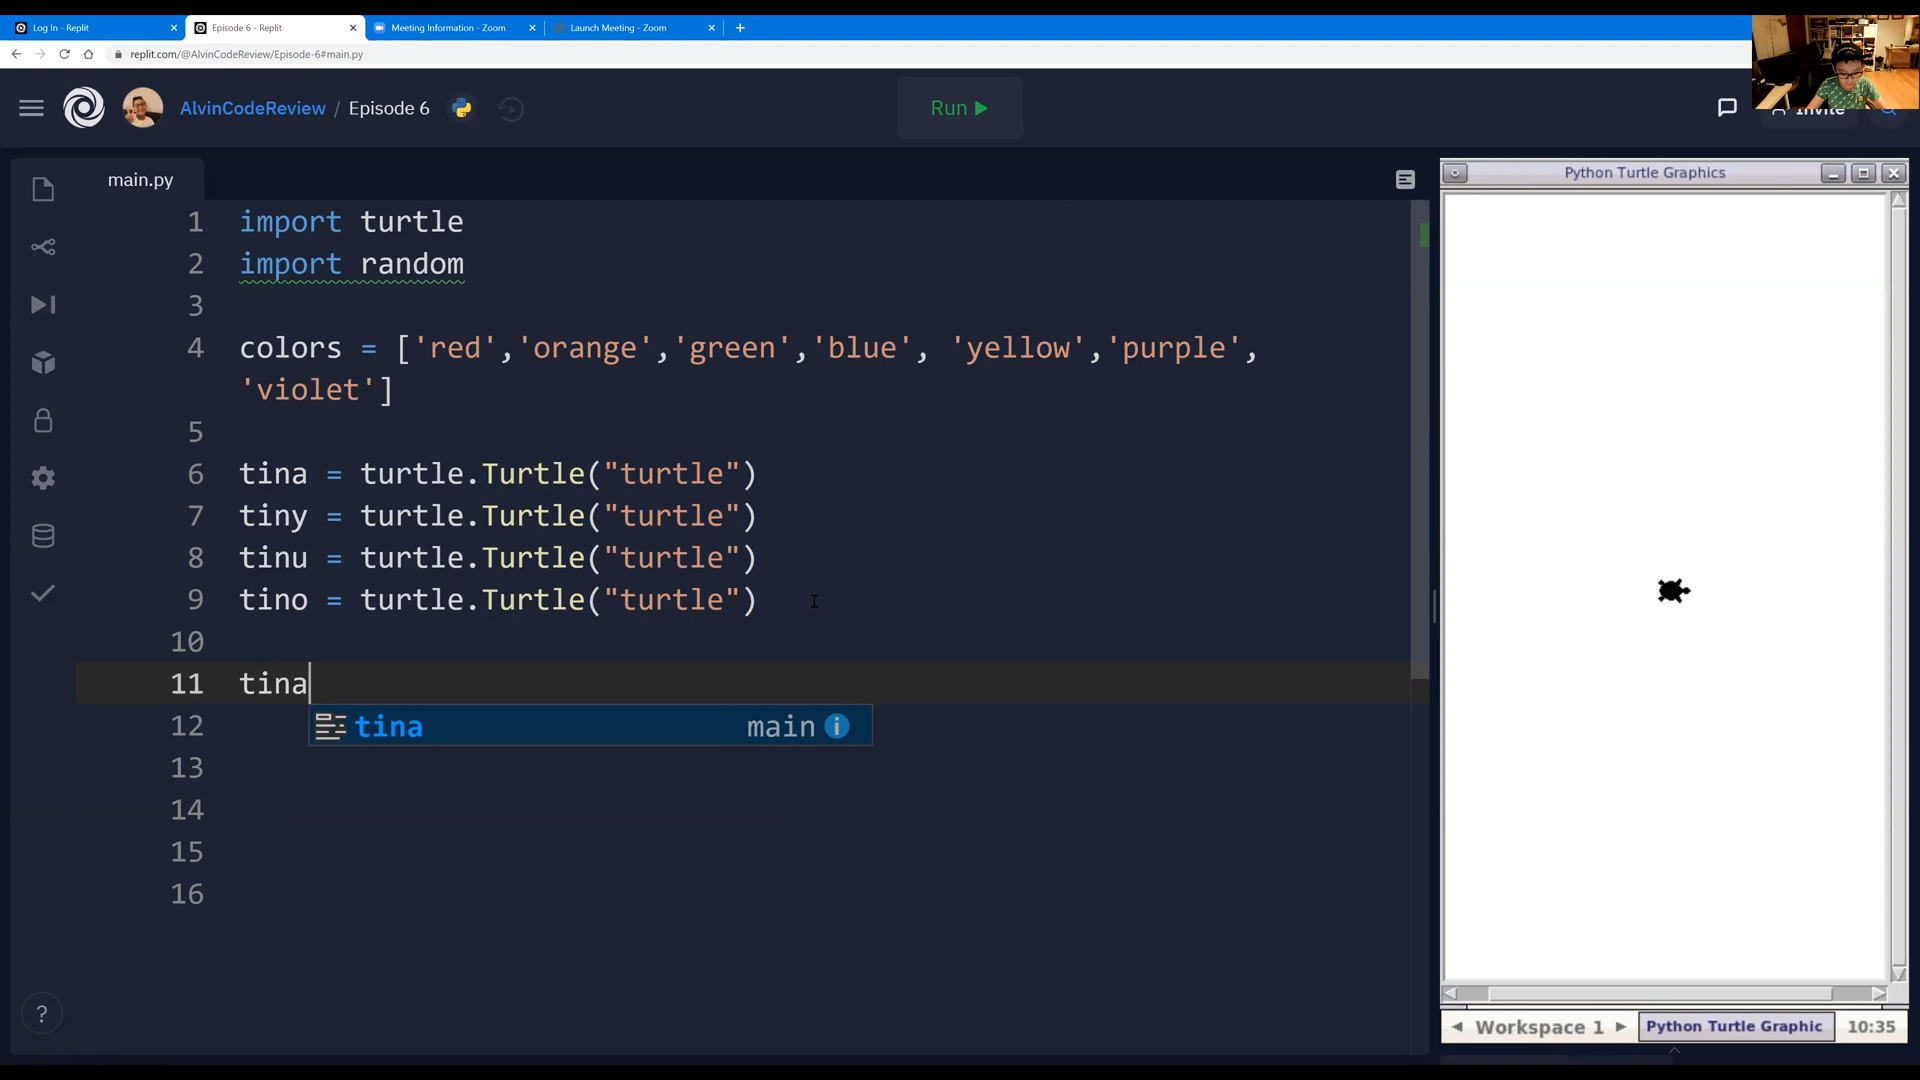 Log In - Replit
Episode 6 - Replit
Meeting Information - Zoom
Launch Meeting - Zoom
replit.com/@AlvinCodeReview/Episode-6#main.py
AlvinCodeReview / Episode 6
Run
Invite
main.py
Python Turtle Graphics
1 import turtle
2 import random
3
4 colors = ['red','orange','green','blue', 'yellow','purple',
'violet']
5
6 tina = turtle.Turtle("turtle")
7 tiny = turtle.Turtle("turtle")
8 tinu = turtle.Turtle("turtle")
9 tino = turtle.Turtle("turtle")
10
11 tina
12 tina main
13
14
15
16
?
Workspace 1
Python Turtle Graphic
10:35